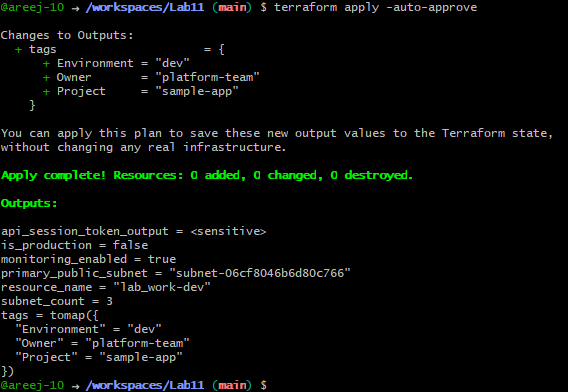 @areej-10 → /workspaces/Lab11 (main) $ terraform apply -auto-approve

Changes to Outputs:
  + tags                      = {
      + Environment = "dev"
      + Owner       = "platform-team"
      + Project     = "sample-app"
    }

You can apply this plan to save these new output values to the Terraform state,
without changing any real infrastructure.

Apply complete! Resources: 0 added, 0 changed, 0 destroyed.

Outputs:

api_session_token_output = <sensitive>
is_production = false
monitoring_enabled = true
primary_public_subnet = "subnet-06cf8046b6d80c766"
resource_name = "lab_work-dev"
subnet_count = 3
tags = tomap({
  "Environment" = "dev"
  "Owner" = "platform-team"
  "Project" = "sample-app"
})
@areej-10 → /workspaces/Lab11 (main) $